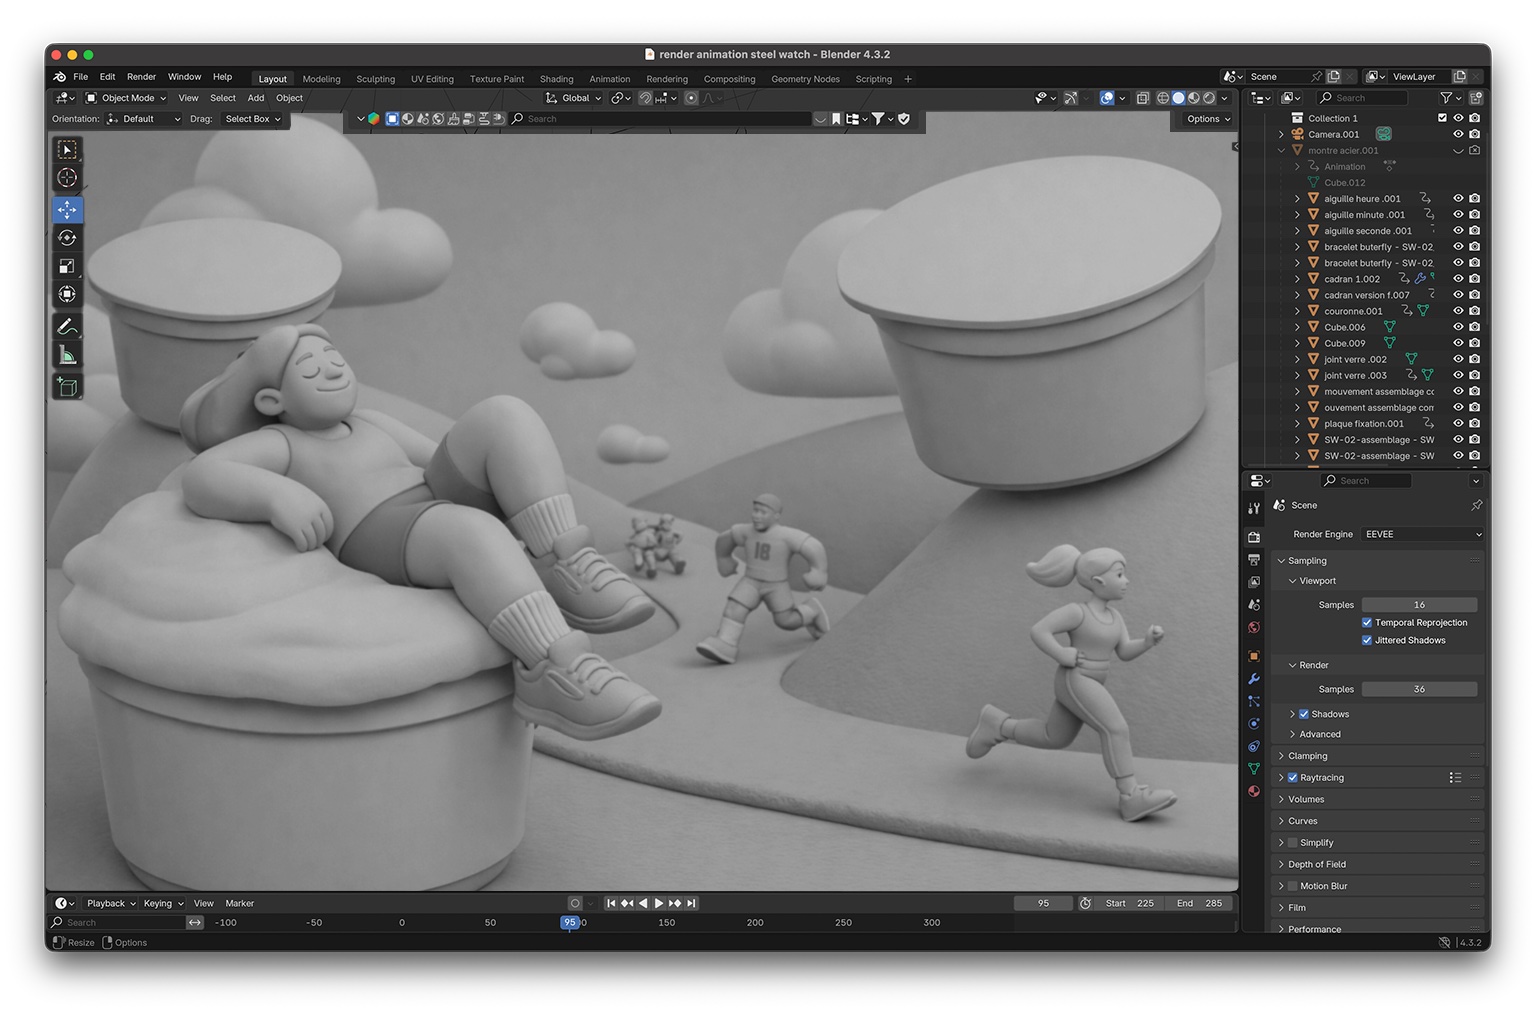 render animation steel watch - Blender 4.3.2
File Edit Render Window Help Layout Modeling Sculpting UV Editing Texture Paint Shading Animation Rendering Compositing Geometry Nodes Scripting + Scene ViewLayer
Object Mode View Select Add Object Global Search
Orientation: Default Drag: Select Box Search Options
Collection 1
Camera.001
montre acier.001
Animation
Cube.012
aiguille heure .001
aiguille minute .001
aiguille seconde .001
bracelet buterfly - SW-02
bracelet buterfly - SW-02
cadran 1.002
cadran version f.007
couronne.001
Cube.006
Cube.009
joint verre .002
joint verre .003
mouvement assemblage co
ouvement assemblage com
plaque fixation.001
SW-02-assemblage - SW
SW-02-assemblage - SW
18
Search
Scene
Render Engine EEVEE
Sampling
Viewport
Samples 16
Temporal Reprojection
Jittered Shadows
Render
Samples 36
Shadows
Advanced
Clamping
Raytracing
Volumes
Curves
Simplify
Depth of Field
Motion Blur
Film
Performance
Playback Keying View Marker 95 Start 225 End 285
Search -100 -50 0 50 95 150 200 250 300
Resize Options 4.3.2